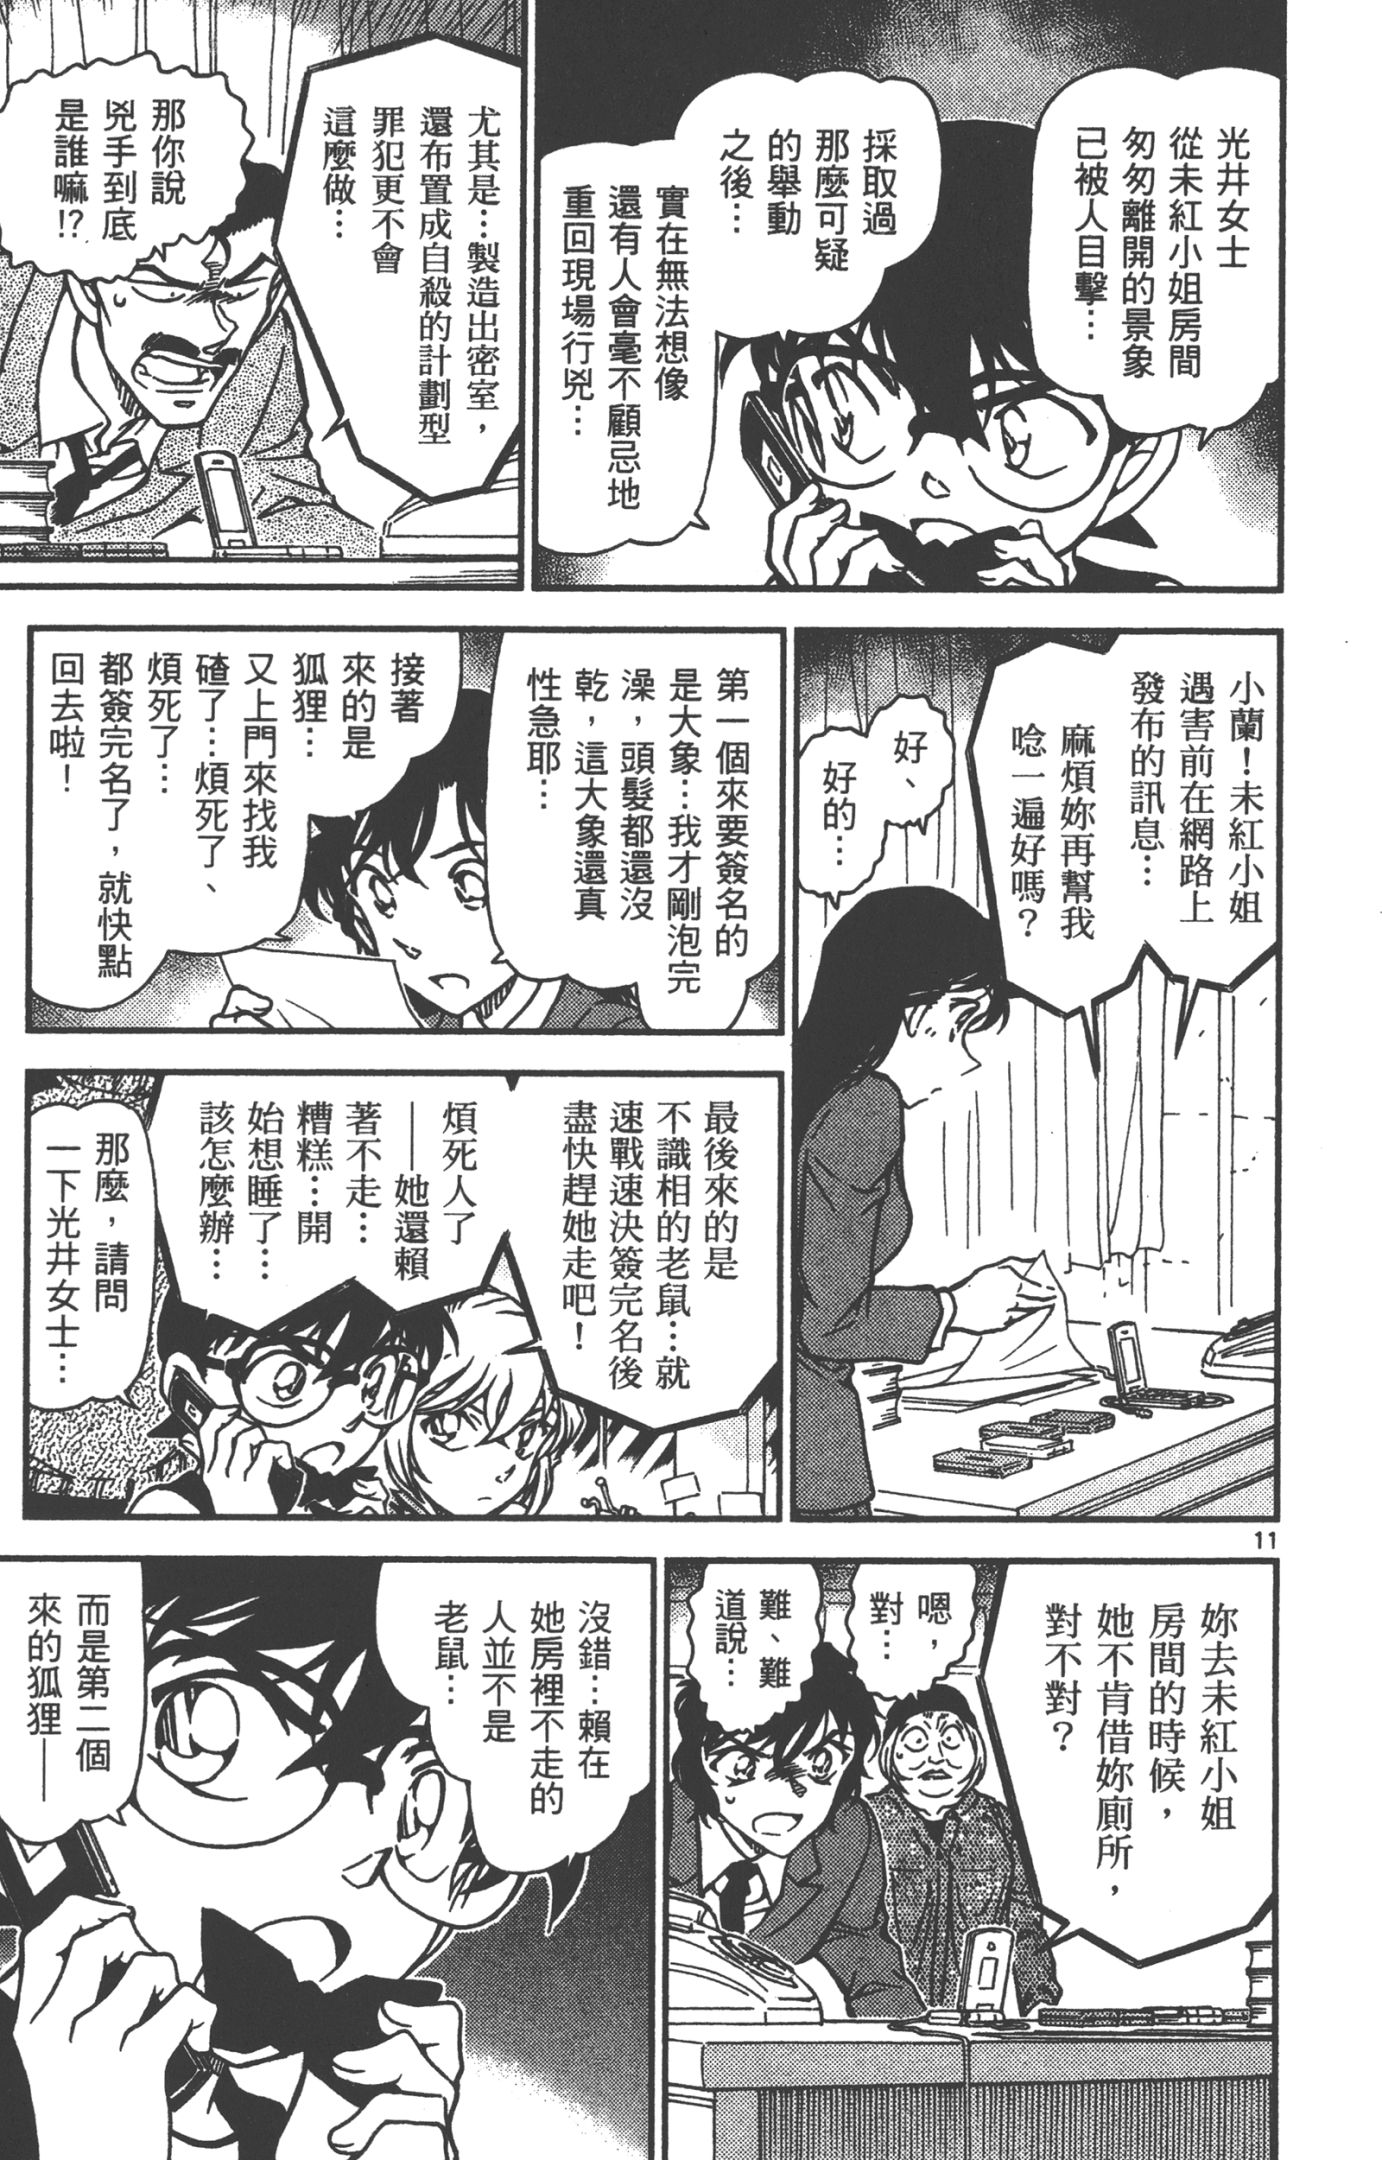 光井女士
從未紅小姐房間
匆匆離開的景象
已被人目擊…
採取過
那麼可疑
的舉動
之後…
實在無法想像
還有人會毫不顧忌地
重回現場行兇…
尤其是…製造出密室，
還布置成自殺的計劃型
罪犯更不會
這麼做…
那你說
兇手到底
是誰嘛!?
小蘭！未紅小姐
遇害前在網路上
發布的訊息…
麻煩妳再幫我
唸一遍好嗎？
好、
好的…
第一個來要簽名的
是大象…我才剛泡完
澡，頭髮都還沒
乾，這大象還真
性急耶…
接著
來的是
狐狸…
又上門來找我
碴了…煩死了、
煩死了…
都簽完名了，就快點
回去啦！
最後來的是
不識相的老鼠…就
速戰速決簽完名後
盡快趕她走吧！
煩死人了
——她還賴
著不走…
糟糕…開
始想睡了…
該怎麼辦…
那麼，請問
一下光井女士…
11
妳去未紅小姐
房間的時候，
她不肯借妳廁所，
對不對？
嗯，
對…
難、難
道說…
沒錯…賴在
她房裡不走的
人並不是
老鼠…
而是第二個
來的狐狸——